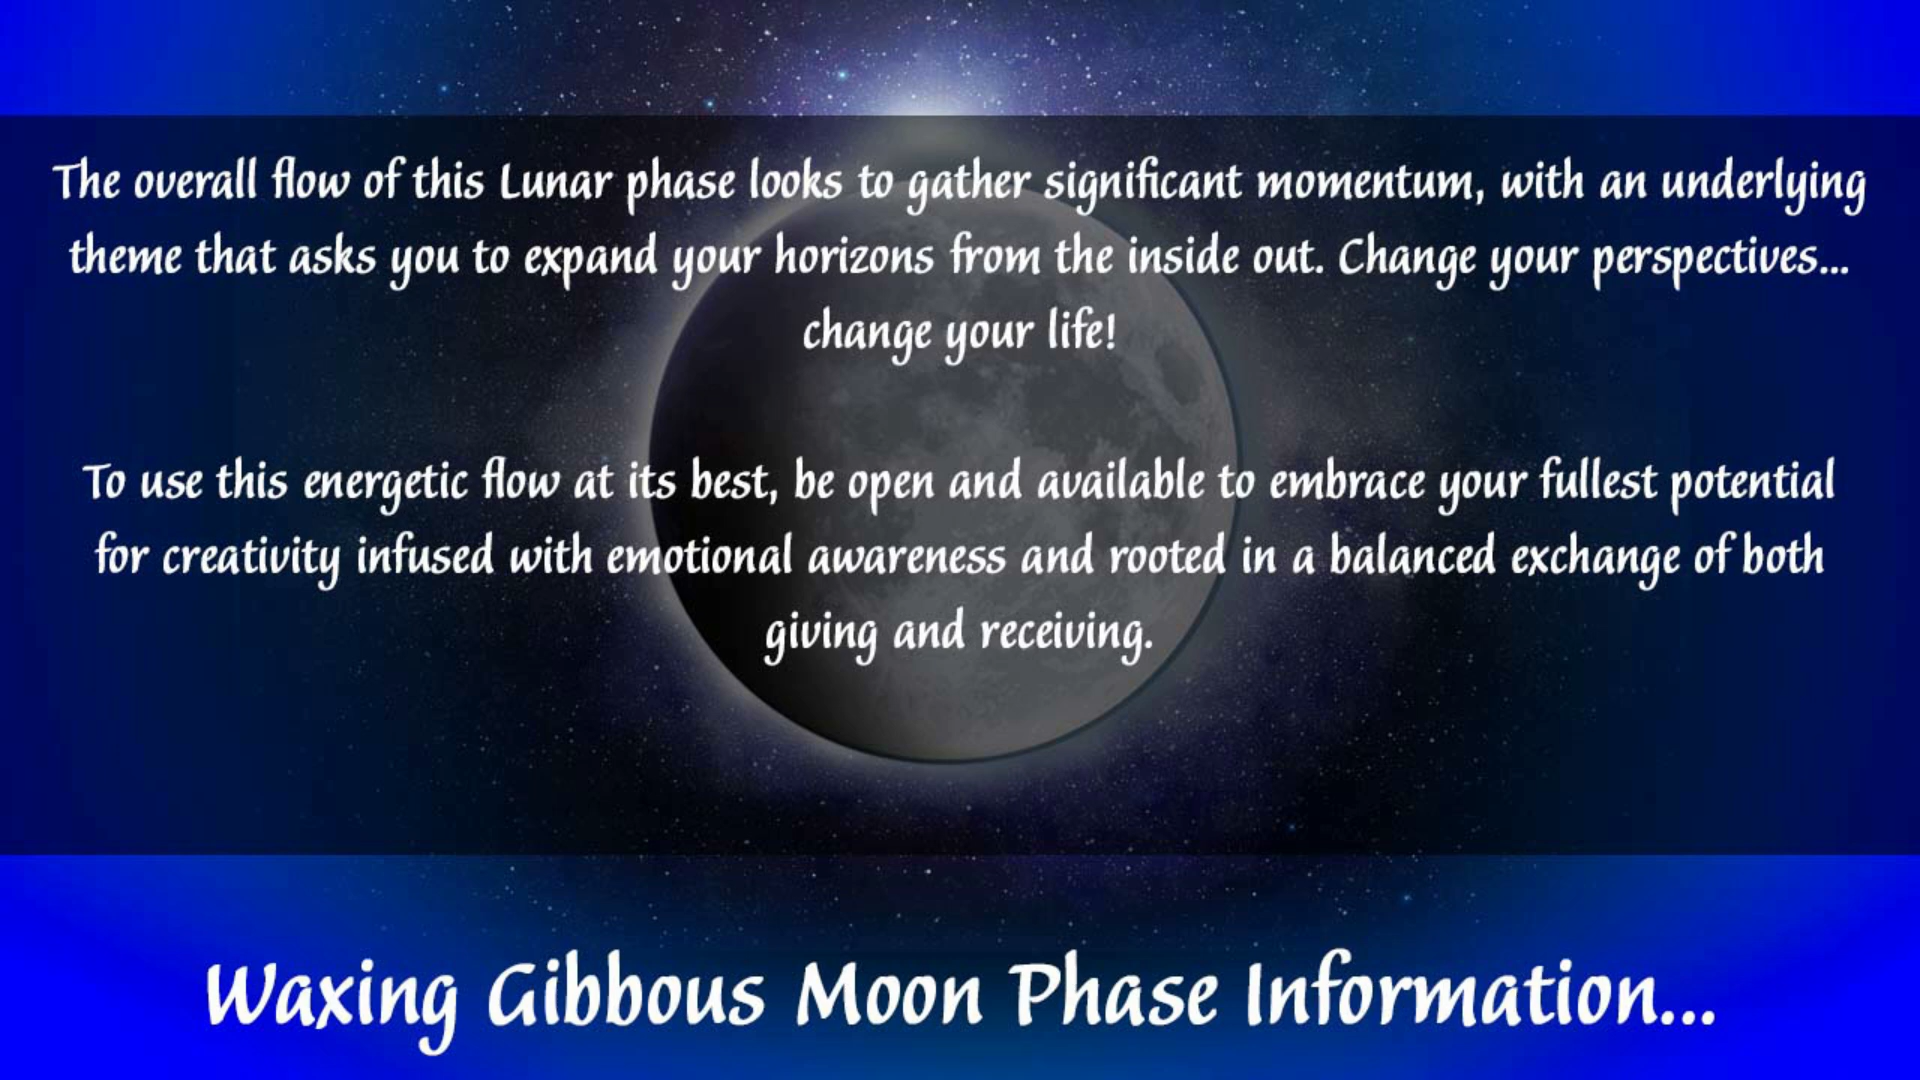 The overall flow of this Lunar phase looks to gather significant momentum, with an underlying
theme that asks you to expand your horizons from the inside out. Change your perspectives...
change your life!
To use this energetic flow at its best, be open and available to embrace your fullest potential
for creativity infused with emotional awareness and rooted in a balanced exchange of both
giving and receiving.
Waxing Gibbous Moon Phase Information...